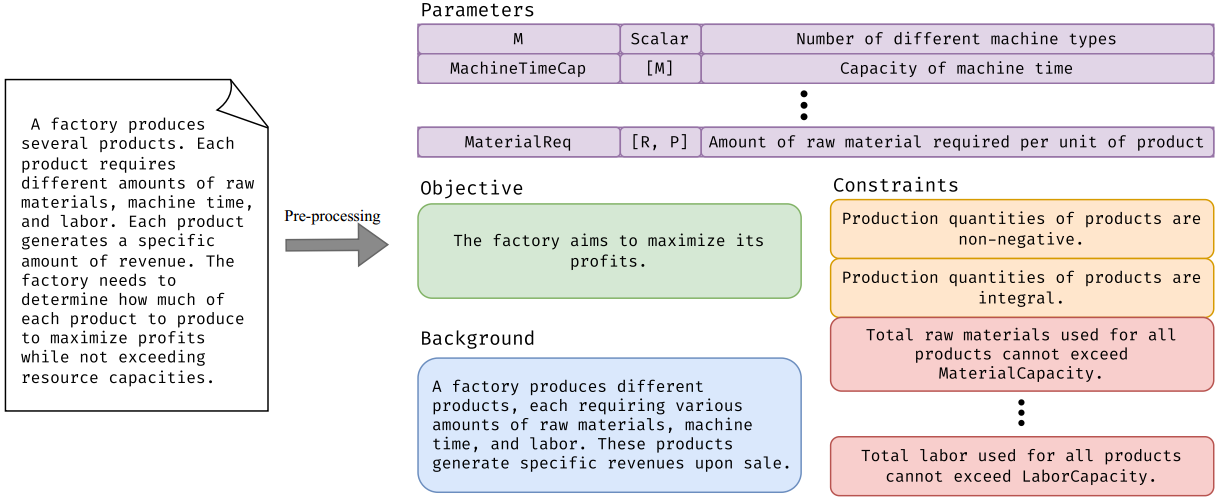 A factory produces
several products. Each
product requires
different amounts of raw
materials, machine time,
and labor. Each product
generates a specific
amount of revenue. The
factory needs to
determine how much of
each product to produce
to maximize profits
while not exceeding
resource capacities.
Pre-processing
Parameters
M Scalar Number of different machine types
MachineTimeCap [M] Capacity of machine time
MaterialReq [R, P] Amount of raw material required per unit of product
Objective
The factory aims to maximize its
profits.
Background
A factory produces different
products, each requiring various
amounts of raw materials, machine
time, and labor. These products
generate specific revenues upon sale.
Constraints
Production quantities of products are
non-negative.
Production quantities of products are
integral.
Total raw materials used for all
products cannot exceed
MaterialCapacity.
Total labor used for all products
cannot exceed LaborCapacity.